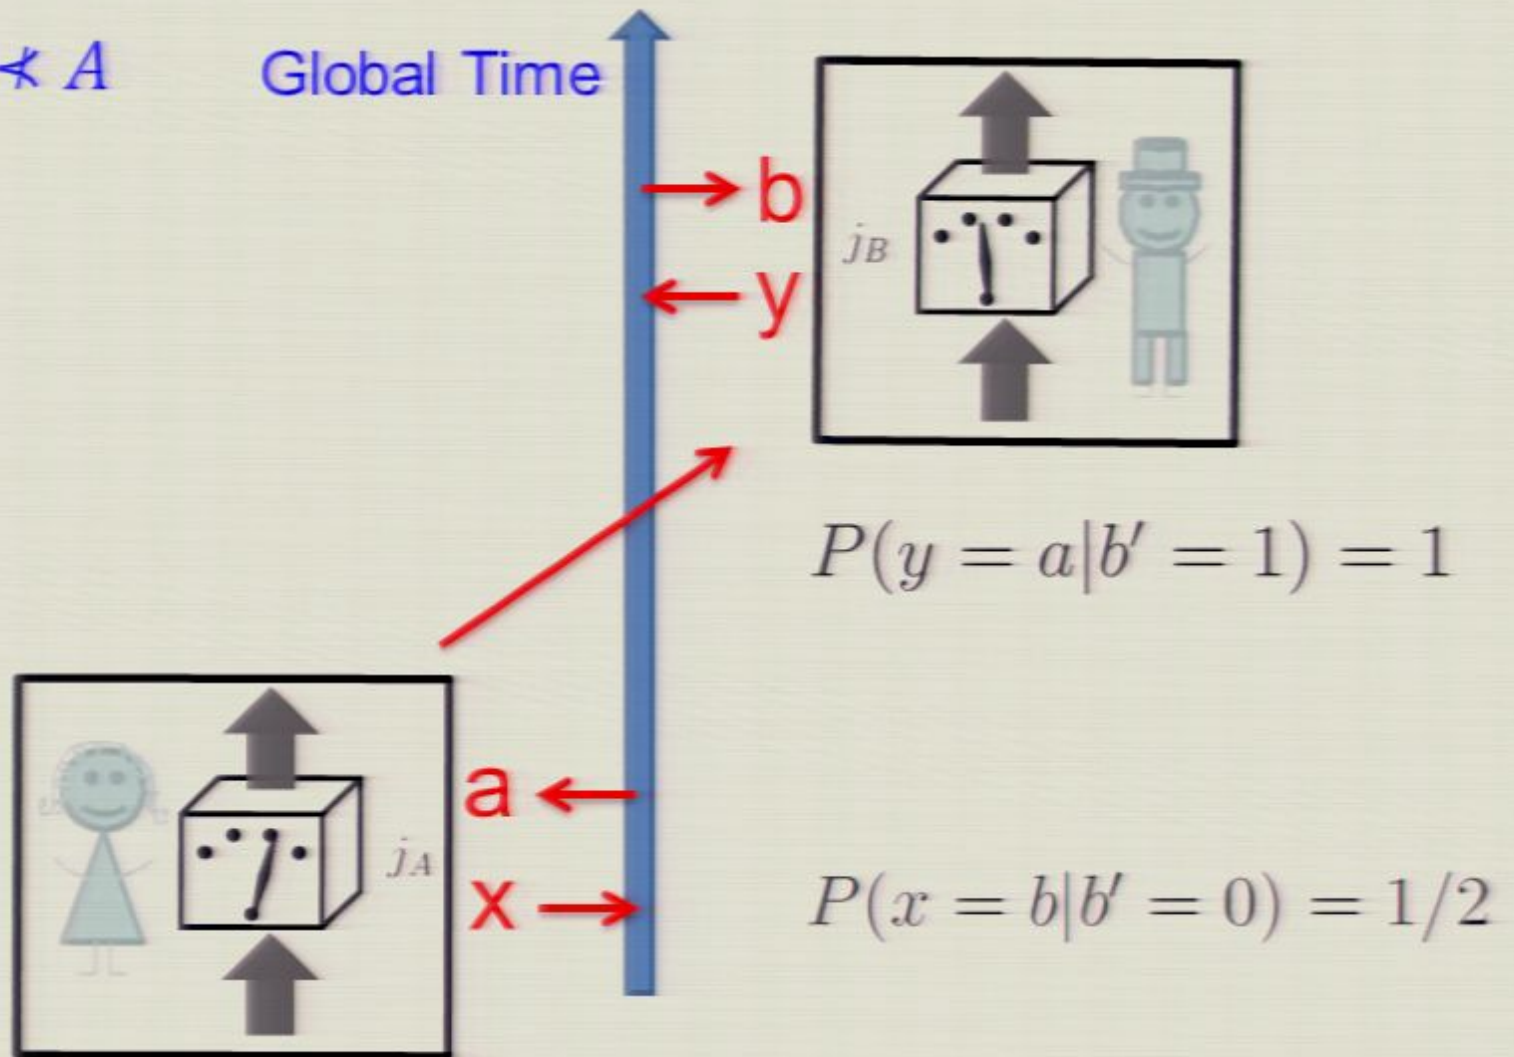 ⊀ A
Global Time
b
j_B
y
P(y = a|b′ = 1) = 1
a
j_A
x
P(x = b|b′ = 0) = 1/2